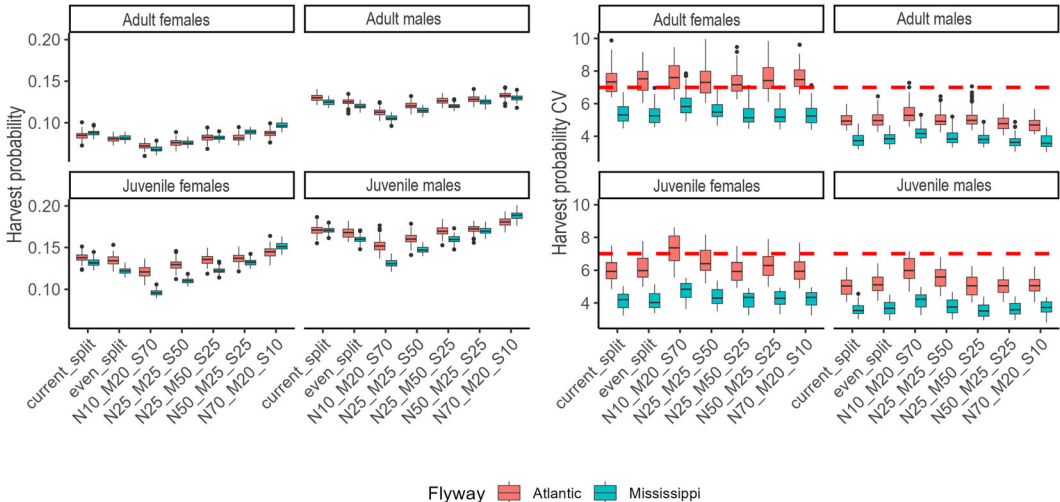 Adult females Adult males
0.20
0.15
0.10
Juvenile females Juvenile males
0.20
0.15
0.10
Harvest probability
current_split
even_split
N10_M20_S70
N25_M25_S50
N25_M50_S25
N50_M25_S25
N70_M20_S10
current_split
even_split
N10_M20_S70
N25_M25_S50
N25_M50_S25
N50_M25_S25
N70_M20_S10
Adult females Adult males
10
8
6
4
Juvenile females Juvenile males
10
8
6
4
Harvest probability CV
current_split
even_split
N10_M20_S70
N25_M25_S50
N25_M50_S25
N50_M25_S25
N70_M20_S10
current_split
even_split
N10_M20_S70
N25_M25_S50
N25_M50_S25
N50_M25_S25
N70_M20_S10
Flyway Atlantic Mississippi